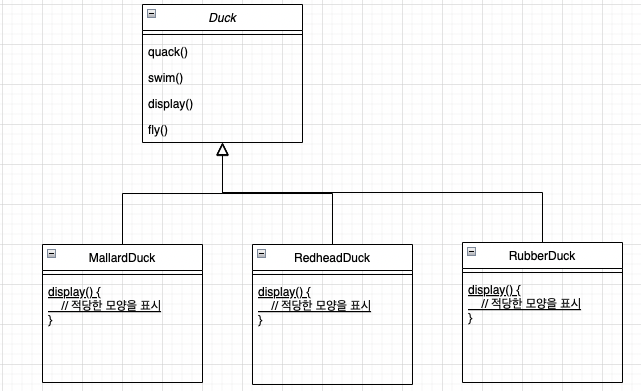 Duck
quack()
swim()
display()
fly()
MallardDuck
display() {
// 적당한 모양을 표시
}
RedheadDuck
display() {
// 적당한 모양을 표시
}
RubberDuck
display() {
// 적당한 모양을 표시
}